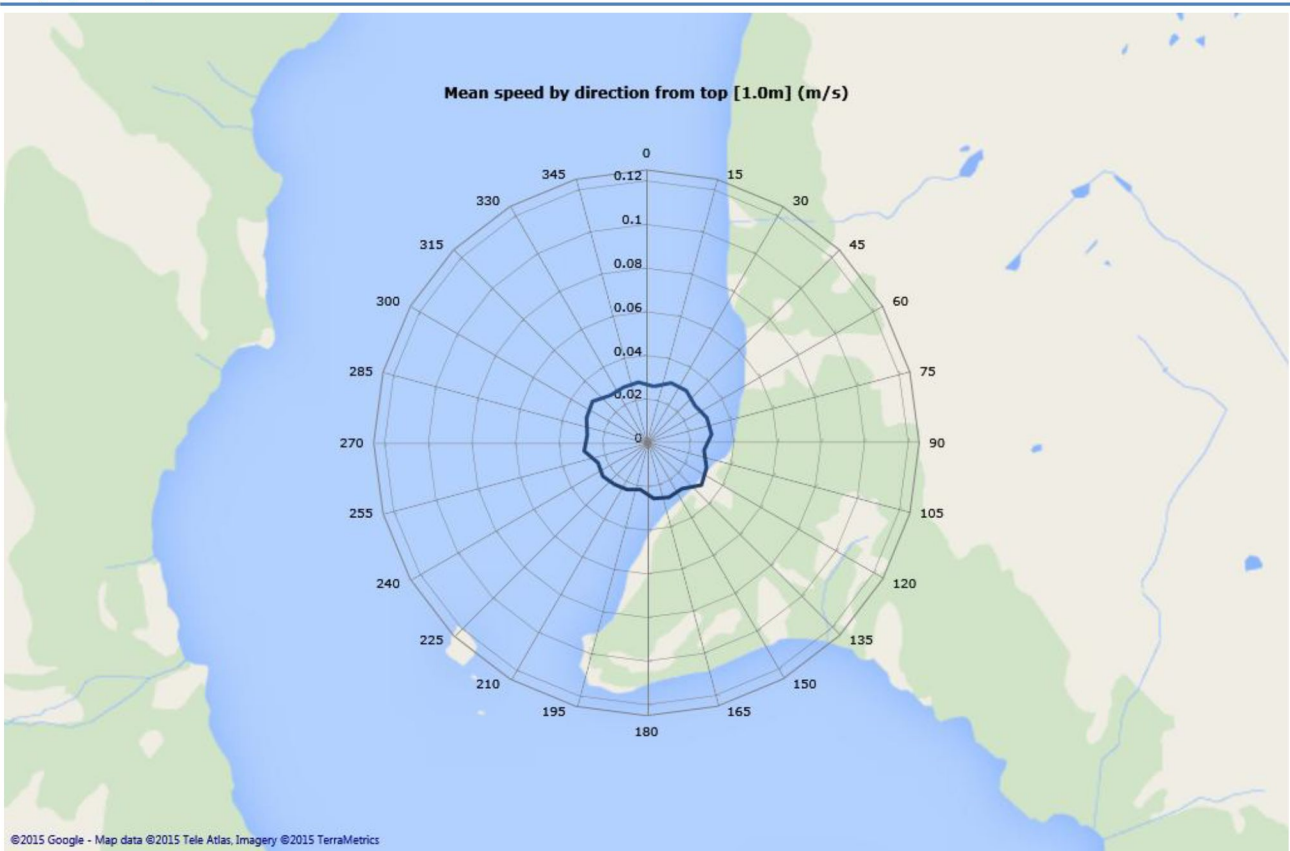 Mean speed by direction from top [1.0m] (m/s)
0
345 0.12 15
330 30
0.1
315 45
0.08
300 0.06 60
0.04
285 75
0.02
270 0 90
255 105
240 120
225 135
210 150
195 165
180
©2015 Google - Map data ©2015 Tele Atlas, Imagery ©2015 TerraMetrics